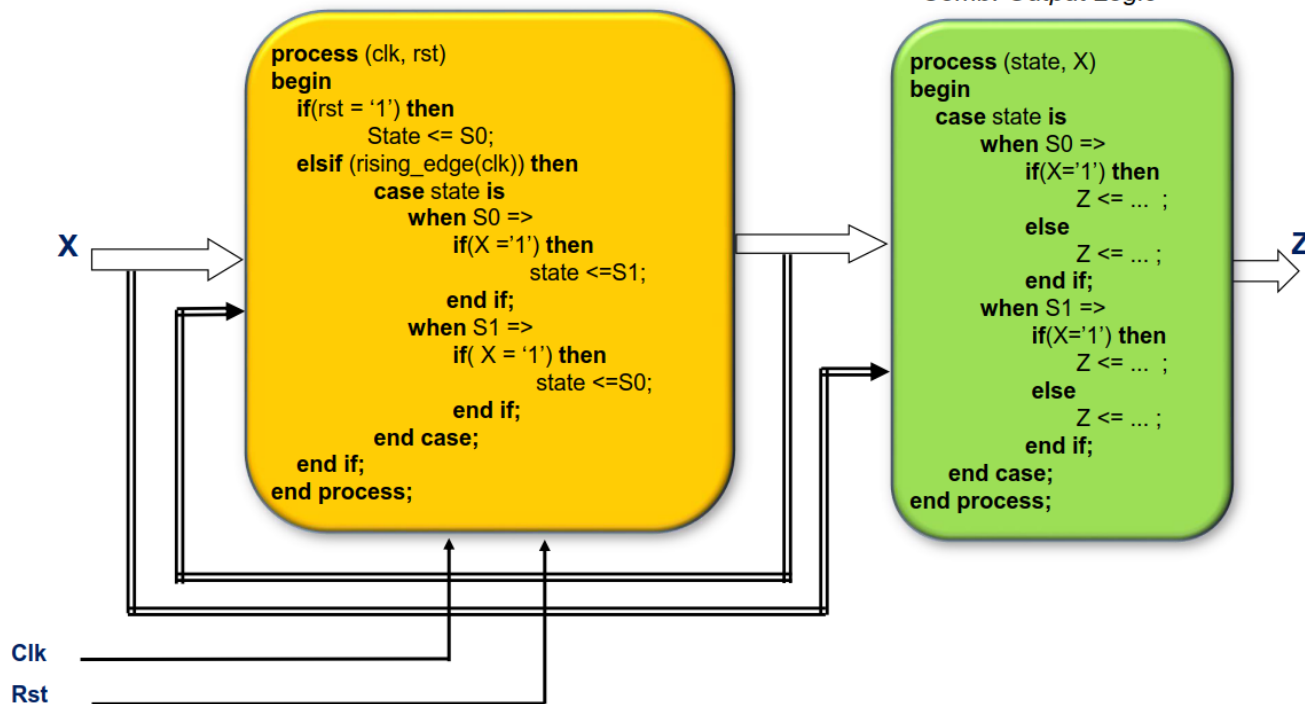 process (clk, rst)
begin
if(rst = ‘1’) then
State <= S0;
elsif (rising_edge(clk)) then
case state is
when S0 =>
if(X =’1’) then
state <=S1;
end if;
when S1 =>
if( X = ‘1’) then
state <=S0;
end if;
end case;
end if;
end process;
process (state, X)
begin
case state is
when S0 =>
if(X=’1’) then
Z <= ... ;
else
Z <= ... ;
end if;
when S1 =>
if(X=’1’) then
Z <= ... ;
else
Z <= ... ;
end if;
end case;
end process;
X
Z
Clk
Rst